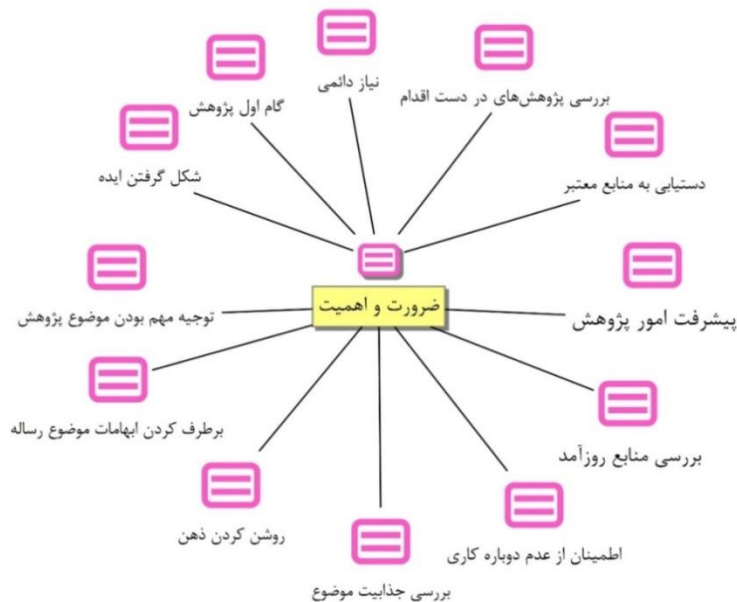 نیاز دائمی
بررسی پژوهش‌های در دست اقدام
گام اول پژوهش
دستیابی به منابع معتبر
شکل گرفتن ایده
ضرورت و اهمیت
پیشرفت امور پژوهش
توجیه مهم بودن موضوع پژوهش
برطرف کردن ابهامات موضوع رساله
بررسی منابع روزآمد
روشن کردن ذهن
اطمینان از عدم دوباره کاری
بررسی جذابیت موضوع